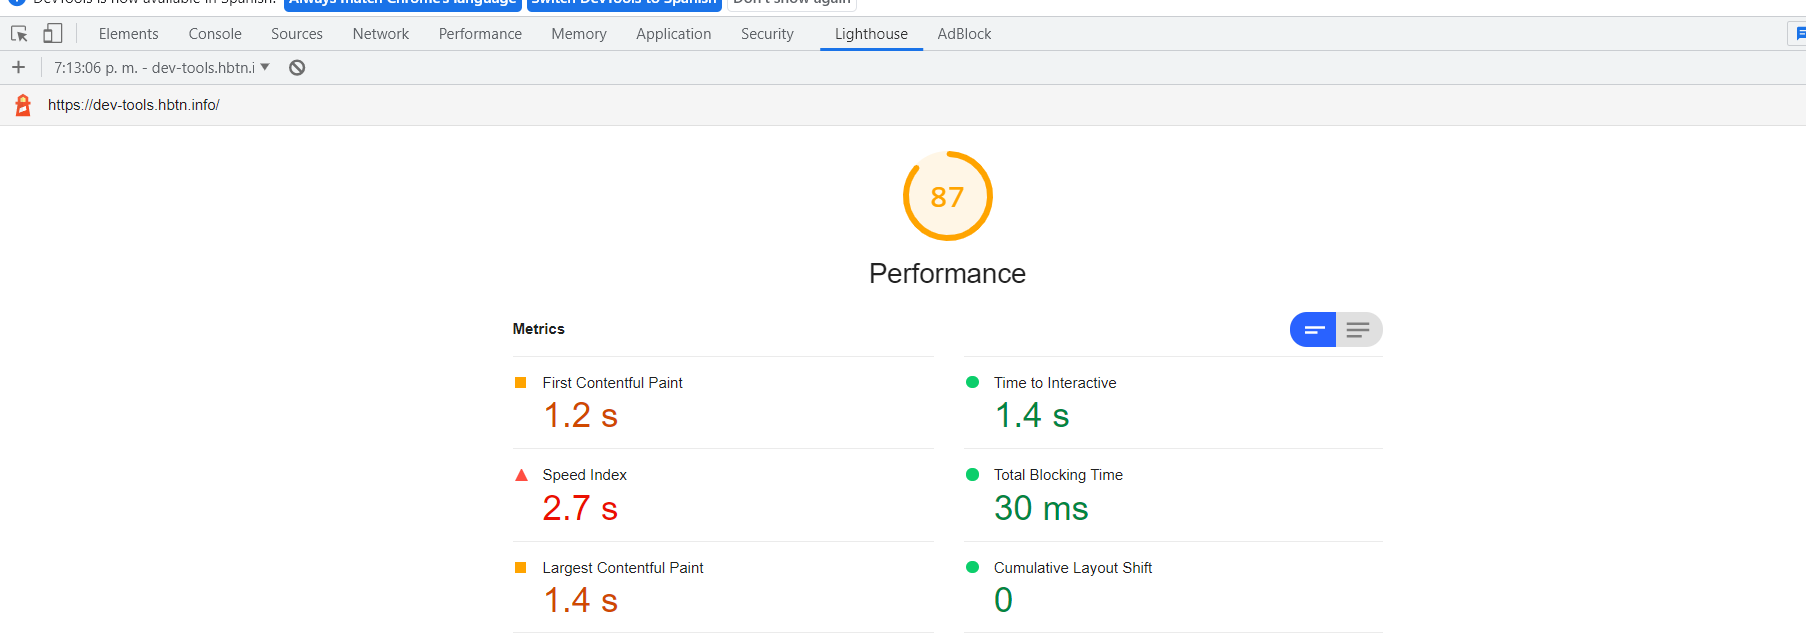 DevTools is now available in Spanish! Always match Chrome's language Switch DevTools to Spanish Don't show again
Elements Console Sources Network Performance Memory Application Security Lighthouse AdBlock
7:13:06 p. m. - dev-tools.hbtn.i
https://dev-tools.hbtn.info/
87
Performance
Metrics
First Contentful Paint
1.2 s
Time to Interactive
1.4 s
Speed Index
2.7 s
Total Blocking Time
30 ms
Largest Contentful Paint
1.4 s
Cumulative Layout Shift
0